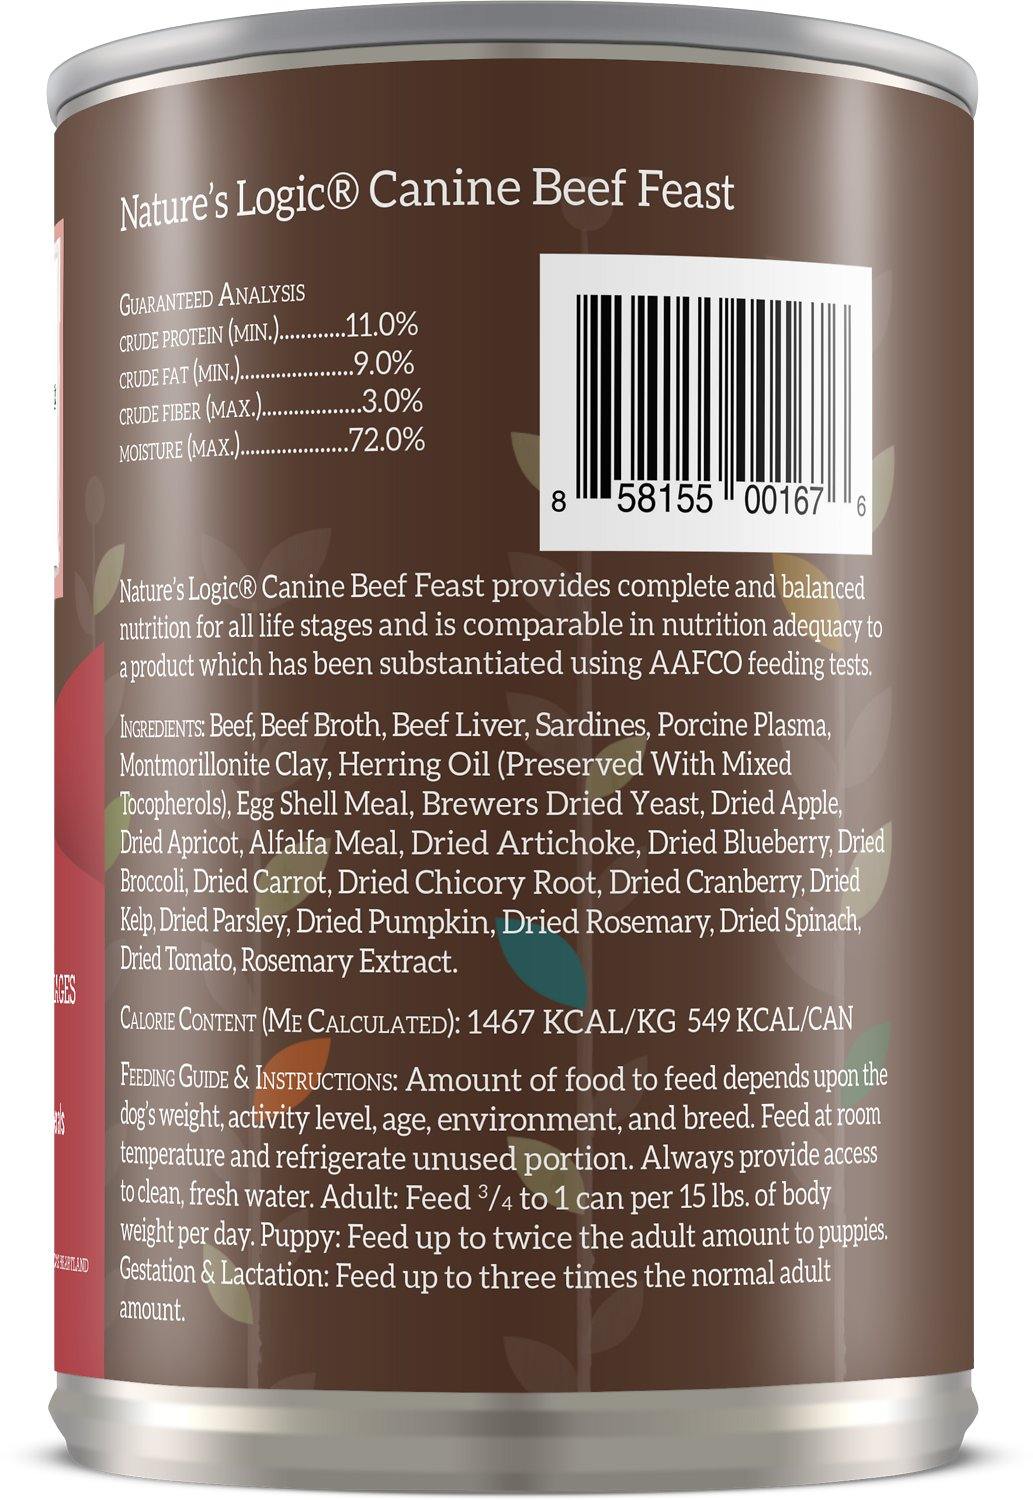 Nature's Logic® Canine Beef Feast
Guaranteed Analysis
crude protein (min.)............11.0%
crude fat (min.).....................9.0%
crude fiber (max.)...................3.0%
moisture (max.)....................72.0%
8 58155 00167 6
Nature's Logic® Canine Beef Feast provides complete and balanced
nutrition for all life stages and is comparable in nutrition adequacy to
a product which has been substantiated using AAFCO feeding tests.
Ingredients: Beef, Beef Broth, Beef Liver, Sardines, Porcine Plasma,
Montmorillonite Clay, Herring Oil (Preserved With Mixed
Tocopherols), Egg Shell Meal, Brewers Dried Yeast, Dried Apple,
Dried Apricot, Alfalfa Meal, Dried Artichoke, Dried Blueberry, Dried
Broccoli, Dried Carrot, Dried Chicory Root, Dried Cranberry, Dried
Kelp, Dried Parsley, Dried Pumpkin, Dried Rosemary, Dried Spinach,
Dried Tomato, Rosemary Extract.
Calorie Content (Me Calculated): 1467 KCAL/KG 549 KCAL/CAN
Feeding Guide & Instructions: Amount of food to feed depends upon the
dog's weight, activity level, age, environment, and breed. Feed at room
temperature and refrigerate unused portion. Always provide access
to clean, fresh water. Adult: Feed 3/4 to 1 can per 15 lbs. of body
weight per day. Puppy: Feed up to twice the adult amount to puppies.
Gestation & Lactation: Feed up to three times the normal adult
amount.